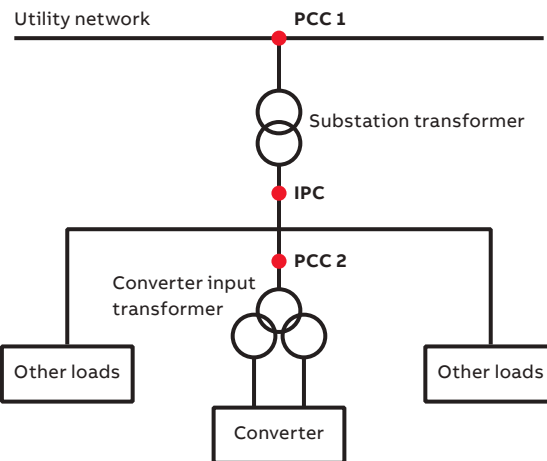 Utility network
PCC 1
Substation transformer
IPC
PCC 2
Converter input
transformer
Other loads
Other loads
Converter